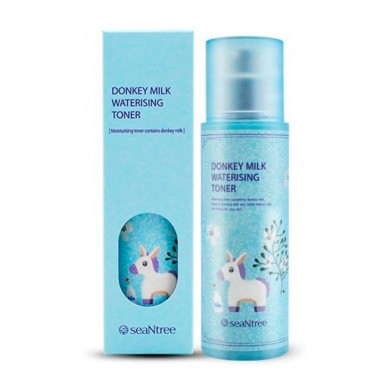 DONKEY MILK
WATERISING
TONER
[ Moisturising toner contains donkey milk ]
seaNtree
DONKEY MILK
WATERISING
TONER
seaNtree